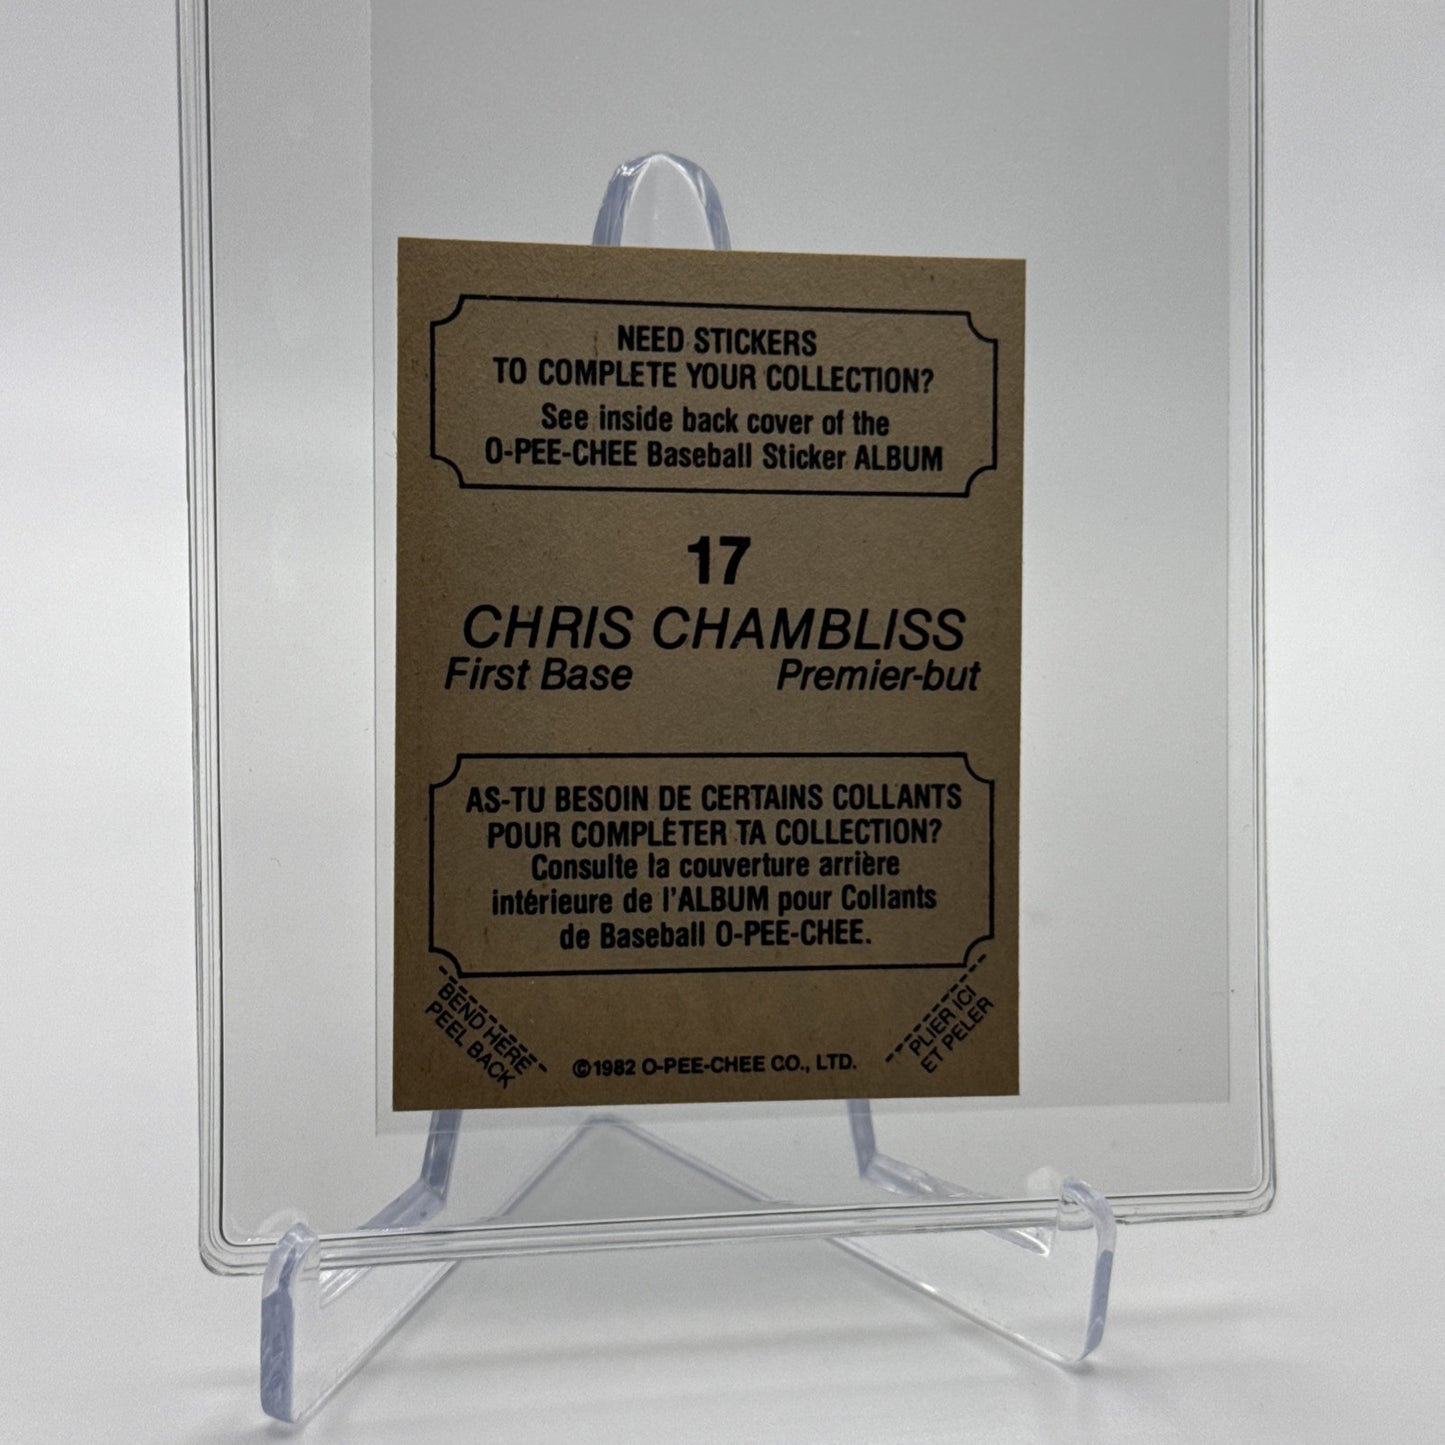 NEED STICKERS
TO COMPLETE YOUR COLLECTION?
See inside back cover of the
O-PEE-CHEE Baseball Sticker ALBUM
17
CHRIS CHAMBLISS
First Base Premier-but
AS-TU BESOIN DE CERTAINS COLLANTS
POUR COMPLÉTER TA COLLECTION?
Consulte la couverture arrière
intérieure de l'ALBUM pour Collants
de Baseball O-PEE-CHEE.
BEND HERE
PEEL BACK
©1982 O-PEE-CHEE CO., LTD.
PLIER ICI
ET PELER